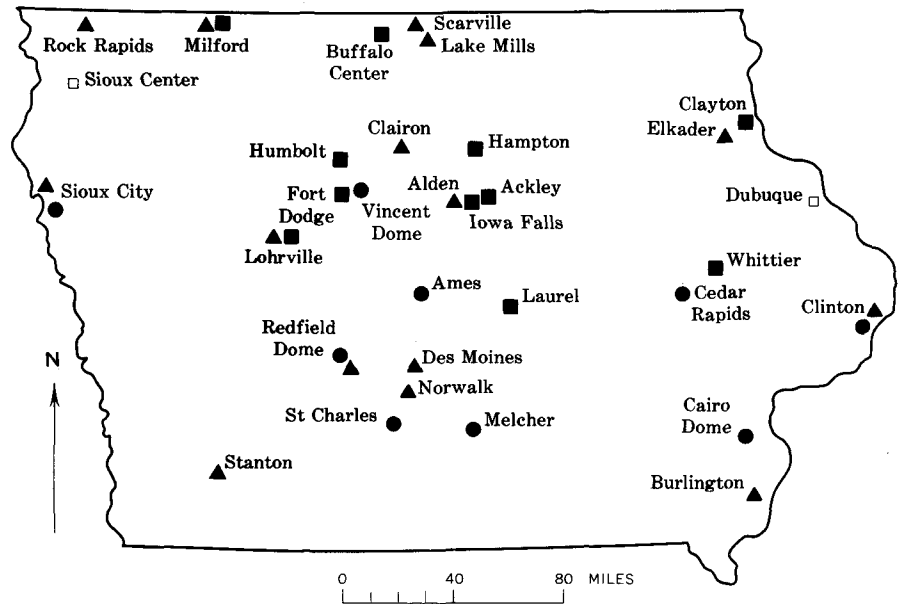 Rock Rapids
Milford
Scarville
Lake Mills
Buffalo
Center
Sioux Center
Clayton
Elkader
Clairon
Hampton
Humbolt
Sioux City
Fort
Dodge
Vincent
Dome
Alden
Ackley
Iowa Falls
Dubuque
Lohrville
Whittier
Ames
Laurel
Cedar
Rapids
Clinton
Redfield
Dome
Des Moines
Norwalk
N
St Charles
Melcher
Cairo
Dome
Stanton
Burlington
0 40 80 MILES